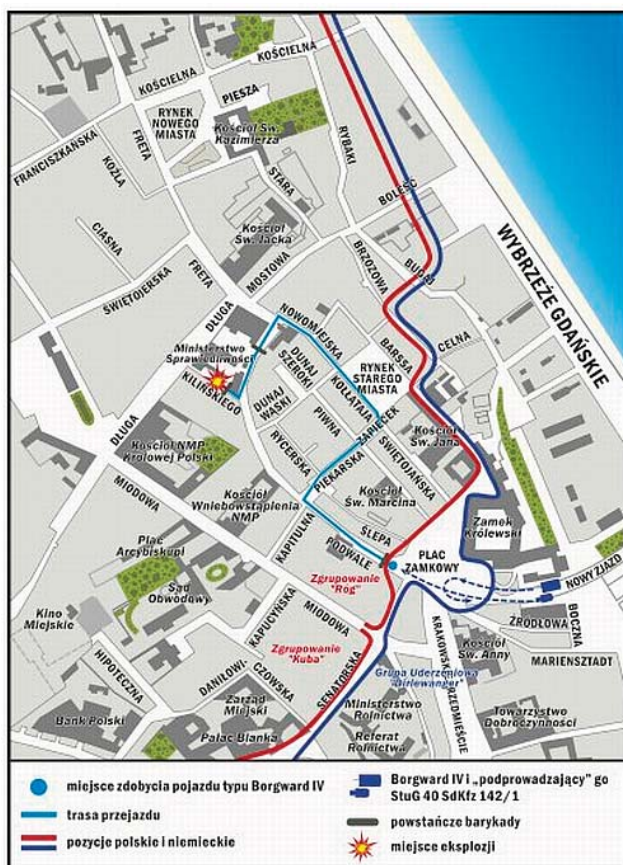 KOŚCIELNA
KOŚCIELNA
PIESZA
RYNEK
NOWEGO
MIASTA
Kościół Św.
Kazimierza
FRANCISZKAŃSKA
KOŹLA
FRETA
RYBAKI
STARA
BOLEŚĆ
CIASNA
Kościół
Św. Jacka
WYBRZEŻE GDAŃSKIE
ŚWIĘTOJERSKA
FRETA
MOSTOWA
BRZOZOWA
BUGAJ
DŁUGA
NOWOMIEJSKA
CELNA
Ministerstwo
Sprawiedliwości
DUNAJ
SZEROKI
BARSSA
RYNEK
STAREGO
MIASTA
KILIŃSKIEGO
DUNAJ
WĄSKI
KOŁŁĄTAJA
PIWNA
ZAPIECEK
Kościół
Św. Jana
DŁUGA
RYCERSKA
PIEKARSKA
ŚWIĘTOJAŃSKA
Kościół NMP
Królowej Polski
MIODOWA
Kościół
Wniebowstąpienia
NMP
Kościół
Św. Marcina
Zamek
Królewski
KAPITULNA
ŚLEPA
PODWALE
PLAC
ZAMKOWY
Plac
Arcybiskupi
Zgrupowanie
"Róg"
NOWY ZJAZD
Sąd
Obwodowy
KAPUCYŃSKA
MIODOWA
ŹRÓDŁOWA
BOCZNA
Kino
Miejskie
Zgrupowanie
"Kuba"
Kościół
Św. Anny
MARIENSZTADT
HIPOTECZNA
DANIŁOWI-
CZOWSKA
SENATORSKA
KRAKOWSKIE PRZEDMIEŚCIE
Grupa Uderzeniowa
"Dirlewanger"
Zarząd
Miejski
Ministerstwo
Rolnictwa
Towarzystwo
Dobroczynności
Bank Polski
Pałac Blanka
Referat
Rolnictwa
miejsce zdobycia pojazdu typu Borgward IV
trasa przejazdu
pozycje polskie i niemieckie
Borgward IV i „podprowadzający” go
StuG 40 SdKfz 142/1
powstańcze barykady
miejsce eksplozji